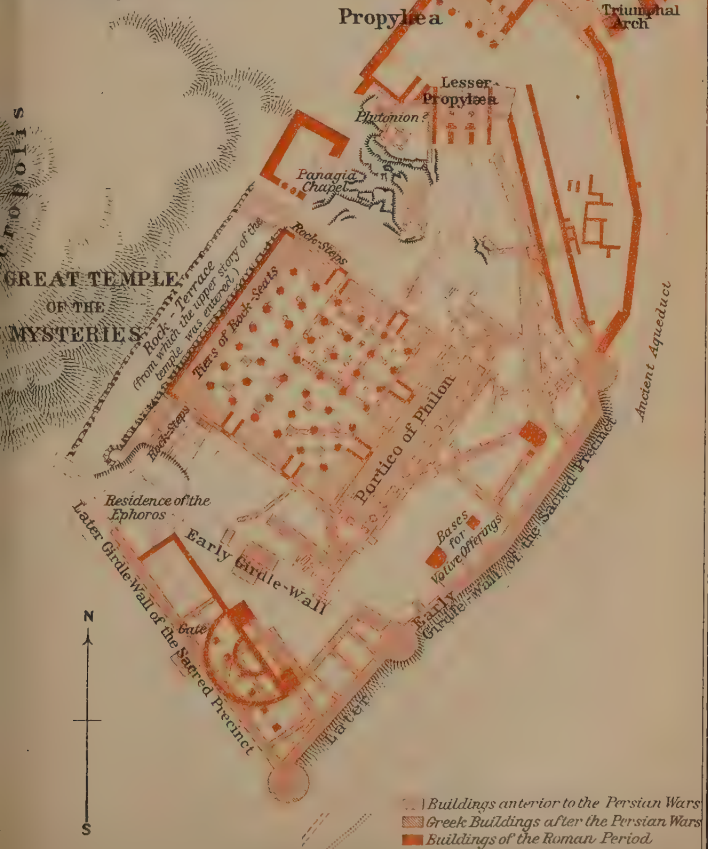 Propylæa
Triumphal
Arch
Lesser
Propylæa
Plutonion?
Panagia
Chapel
cropolis
GREAT TEMPLE
OF THE
MYSTERIES
Rock-Steps
Rock-Terrace
(from which the upper story of the
temple was entered.)
Tiers of Rock-Seats
Ancient Aqueduct
Portico of Philon
Rock-Steps
Residence of the
Ephoros
Early Girdle-Wall
Bases
for
Votive Offerings
Later Girdle Wall of the Sacred Precinct
Gate
Early
Later
Girdle-wall of the Sacred Precinct
N
S
Buildings anterior to the Persian Wars
Greek Buildings after the Persian Wars
Buildings of the Roman Period